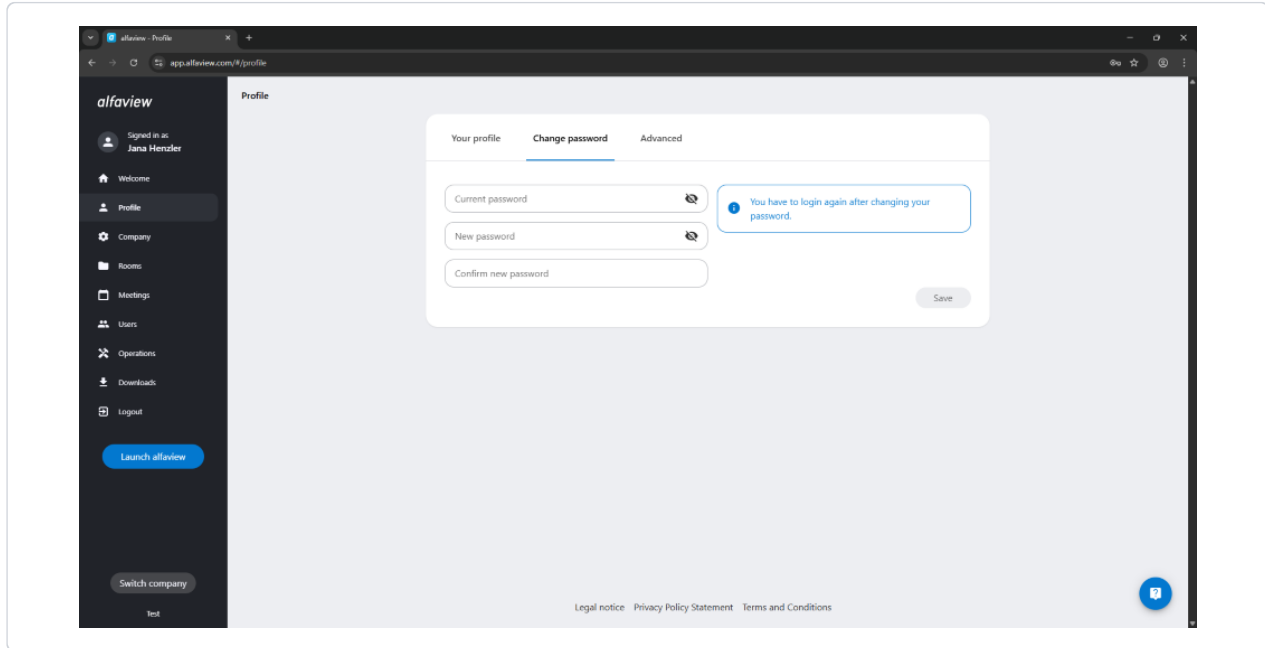 alfaview - Profile
app.alfaview.com/#/profile
alfaview
Signed in as
Jana Henzler
Welcome
Profile
Company
Rooms
Meetings
Users
Operations
Downloads
Logout
Launch alfaview
Switch company
Test
Profile
Your profile Change password Advanced
Current password
New password
Confirm new password
You have to login again after changing your
password.
Save
Legal notice Privacy Policy Statement Terms and Conditions